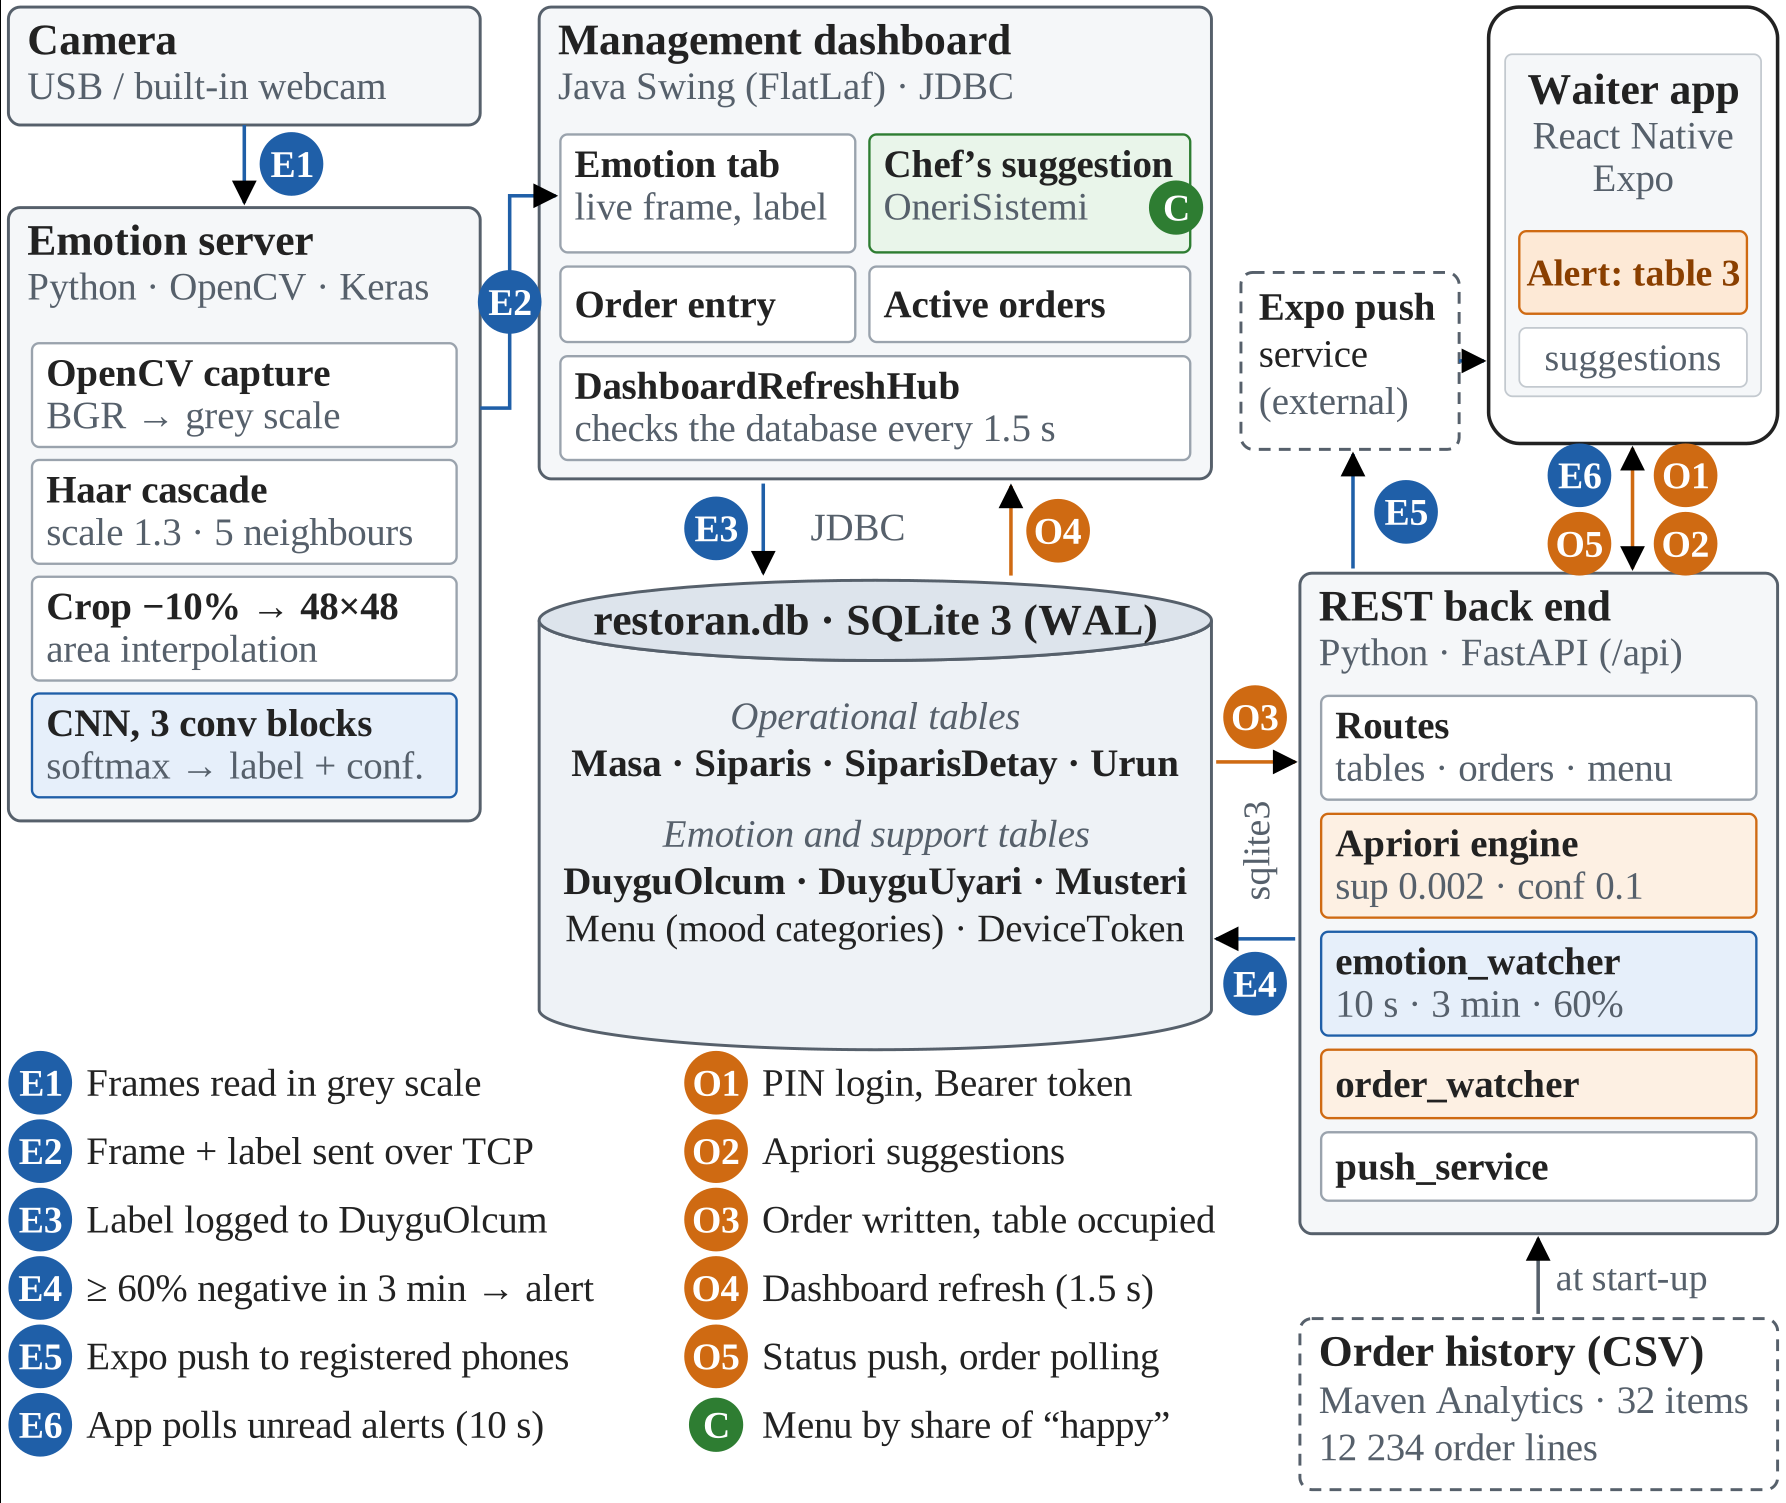 Camera
USB / built-in webcam
E1
Emotion server
Python · OpenCV · Keras
OpenCV capture
BGR → grey scale
Haar cascade
scale 1.3 · 5 neighbours
Crop −10% → 48×48
area interpolation
CNN, 3 conv blocks
softmax → label + conf.
E2
Management dashboard
Java Swing (FlatLaf) · JDBC
Emotion tab
live frame, label
Chef’s suggestion
OneriSistemi
C
Order entry
Active orders
DashboardRefreshHub
checks the database every 1.5 s
E3
JDBC
O4
restoran.db · SQLite 3 (WAL)
Operational tables
Masa · Siparis · SiparisDetay · Urun
Emotion and support tables
DuyguOlcum · DuyguUyari · Musteri
Menu (mood categories) · DeviceToken
Expo push
service
(external)
E5
Waiter app
React Native
Expo
Alert: table 3
suggestions
E6
O1
O5
O2
O3
sqlite3
E4
REST back end
Python · FastAPI (/api)
Routes
tables · orders · menu
Apriori engine
sup 0.002 · conf 0.1
emotion_watcher
10 s · 3 min · 60%
order_watcher
push_service
at start-up
Order history (CSV)
Maven Analytics · 32 items
12 234 order lines
E1 Frames read in grey scale
E2 Frame + label sent over TCP
E3 Label logged to DuyguOlcum
E4 ≥ 60% negative in 3 min → alert
E5 Expo push to registered phones
E6 App polls unread alerts (10 s)
O1 PIN login, Bearer token
O2 Apriori suggestions
O3 Order written, table occupied
O4 Dashboard refresh (1.5 s)
O5 Status push, order polling
C Menu by share of “happy”